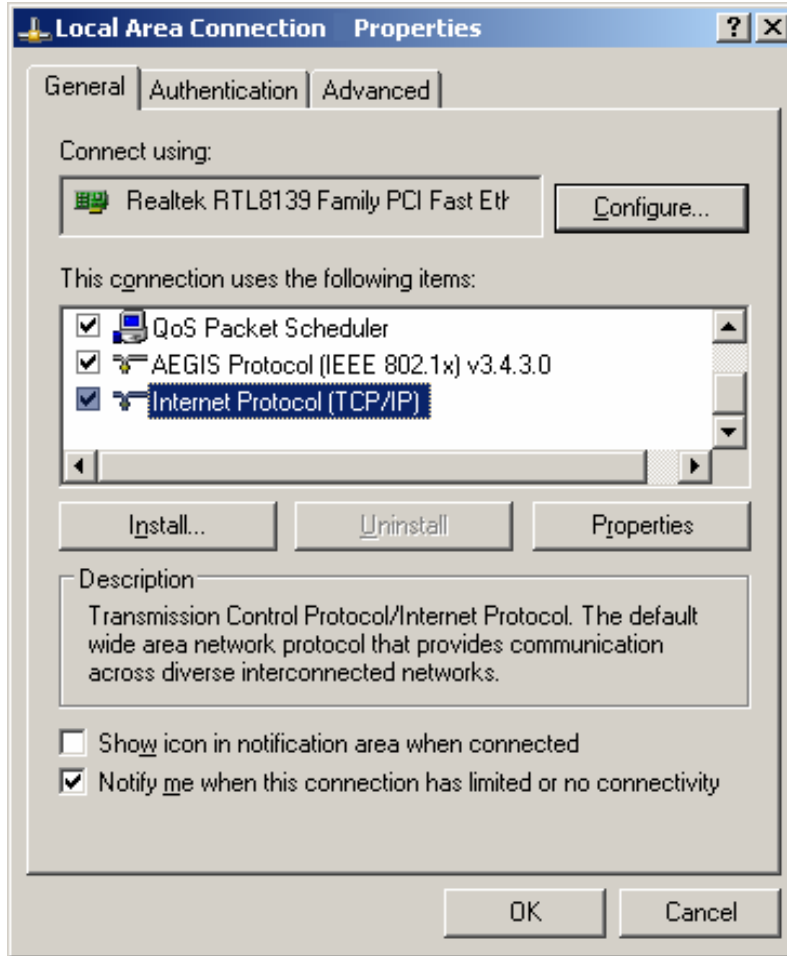 Local Area Connection Properties
General Authentication Advanced
Connect using:
Realtek RTL8139 Family PCI Fast Eth
Configure...
This connection uses the following items:
QoS Packet Scheduler
AEGIS Protocol (IEEE 802.1x) v3.4.3.0
Internet Protocol (TCP/IP)
Install... Uninstall Properties
Description
Transmission Control Protocol/Internet Protocol. The default
wide area network protocol that provides communication
across diverse interconnected networks.
Show icon in notification area when connected
Notify me when this connection has limited or no connectivity
OK Cancel